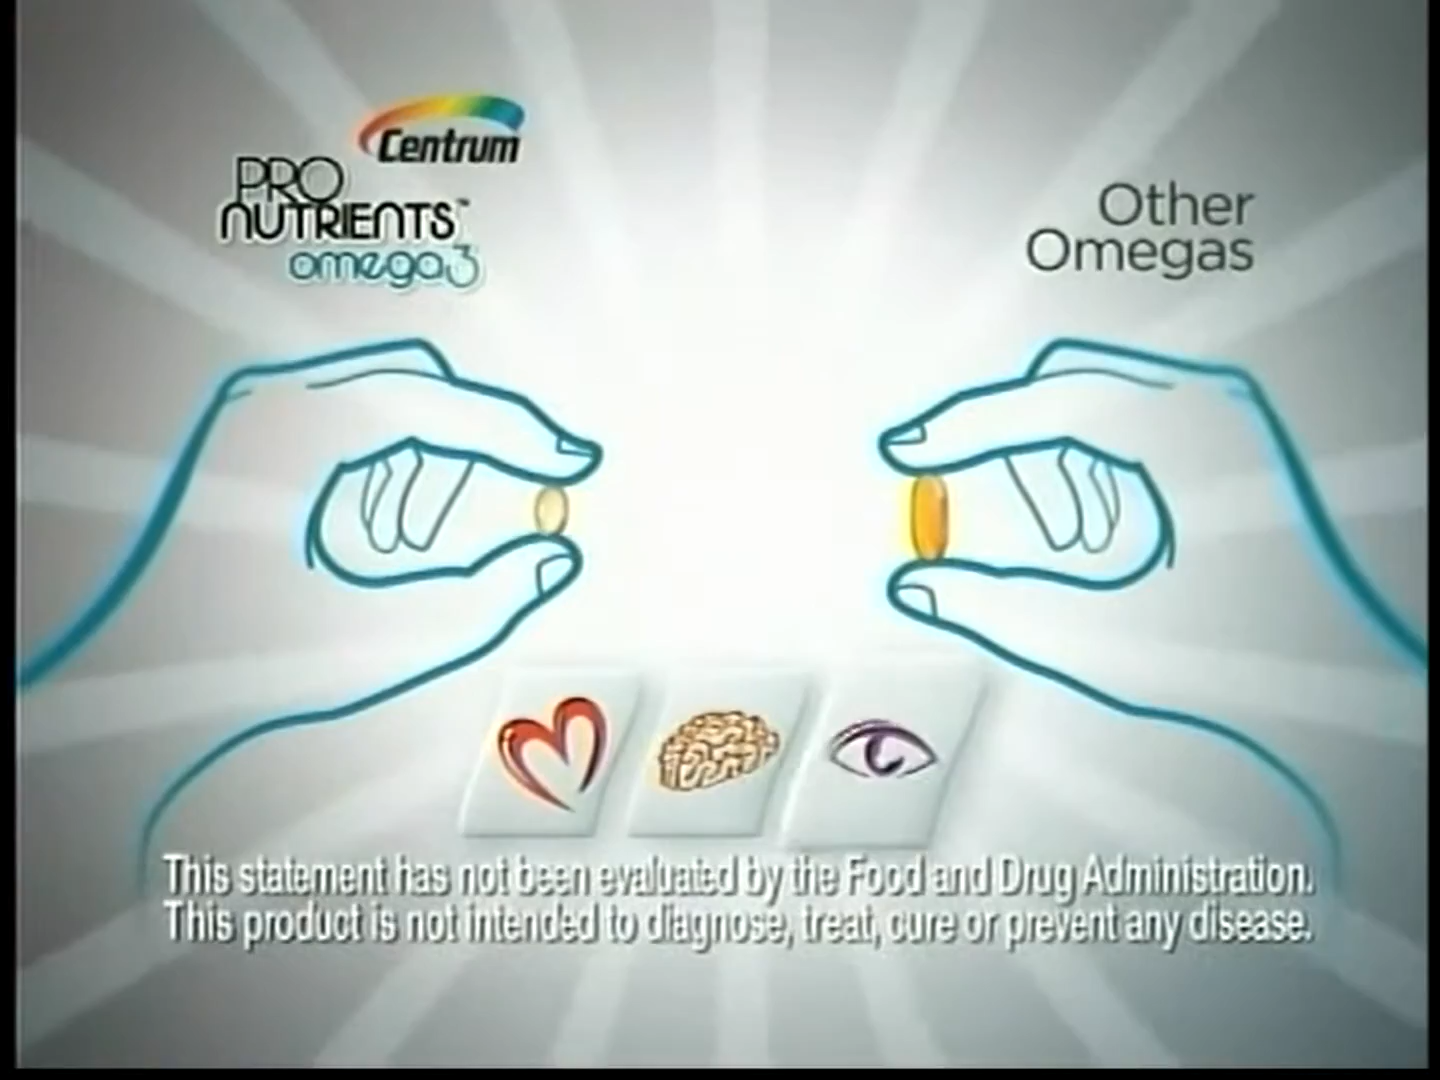 Centrum
PRO
NUTRIENTS™
omega3
Other
Omegas
This statement has not been evaluated by the Food and Drug Administration.
This product is not intended to diagnose, treat, cure or prevent any disease.